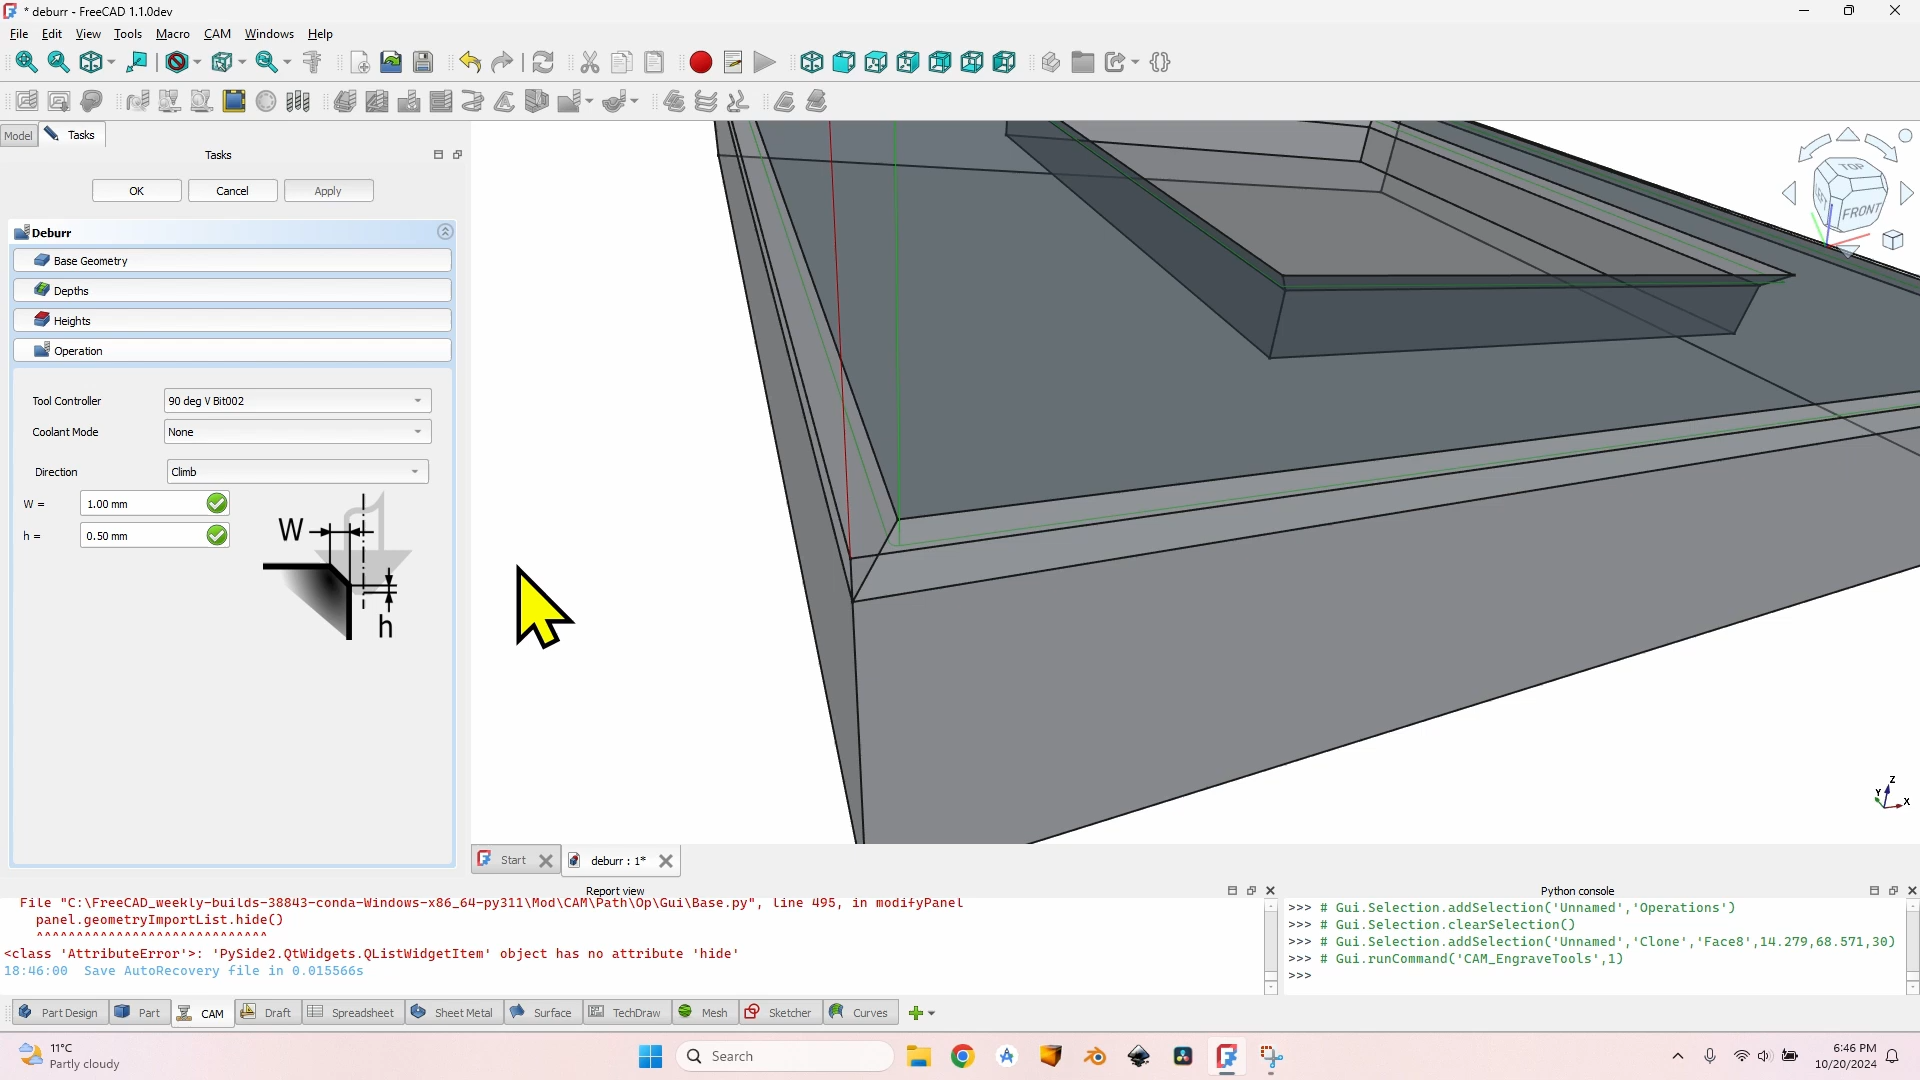 * deburr - FreeCAD 1.1.0dev
File Edit View Tools Macro CAM Windows Help
Model Tasks
Tasks
OK Cancel Apply
Deburr
Base Geometry
Depths
Heights
Operation
Tool Controller 90 deg V Bit002
Coolant Mode None
Direction Climb
W = 1.00 mm
h = 0.50 mm
W
h
TOP
LEFT
FRONT
Z
Y
X
Start deburr : 1*
Report view
File "C:\FreeCAD_weekly-builds-38843-conda-Windows-x86_64-py311\Mod\CAM\Path\Op\Gui\Base.py", line 495, in modifyPanel
panel.geometryImportList.hide()
^^^^^^^^^^^^^^^^^^^^^^^^^^^^^
<class 'AttributeError'>: 'PySide2.QtWidgets.QListWidgetItem' object has no attribute 'hide'
18:46:00 Save AutoRecovery file in 0.015566s
Python console
>>> # Gui.Selection.addSelection('Unnamed','Operations')
>>> # Gui.Selection.clearSelection()
>>> # Gui.Selection.addSelection('Unnamed','Clone','Face8',14.279,68.571,30)
>>> # Gui.runCommand('CAM_EngraveTools',1)
>>>
Part Design Part CAM Draft Spreadsheet Sheet Metal Surface TechDraw Mesh Sketcher Curves
11°C
Partly cloudy
Search
6:46 PM
10/20/2024